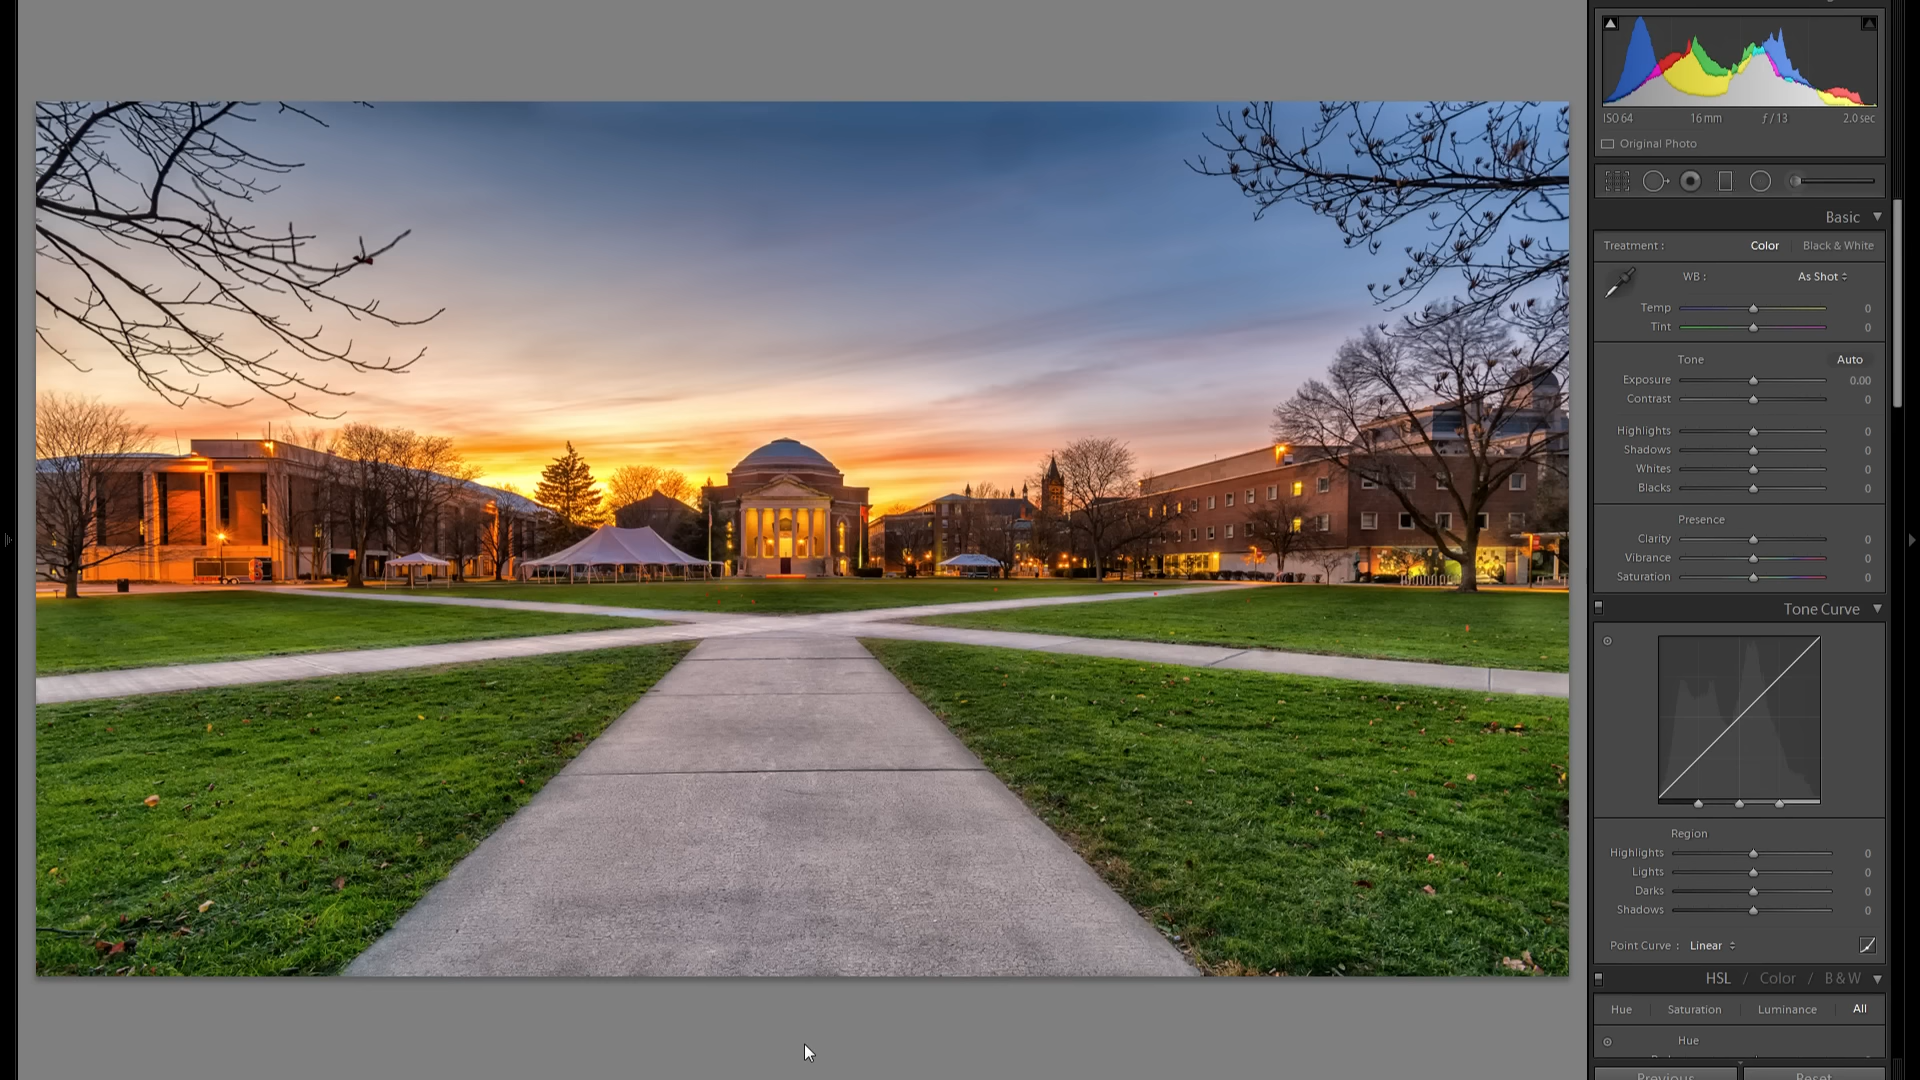 ISO 64 16 mm ƒ / 13 2.0 sec
Original Photo
Basic
Treatment : Color Black & White
WB : As Shot
Temp 0
Tint 0
Tone Auto
Exposure 0.00
Contrast 0
Highlights 0
Shadows 0
Whites 0
Blacks 0
Presence
Clarity 0
Vibrance 0
Saturation 0
Tone Curve
Region
Highlights 0
Lights 0
Darks 0
Shadows 0
Point Curve : Linear
HSL / Color / B & W
Hue Saturation Luminance All
Hue
Previous Reset